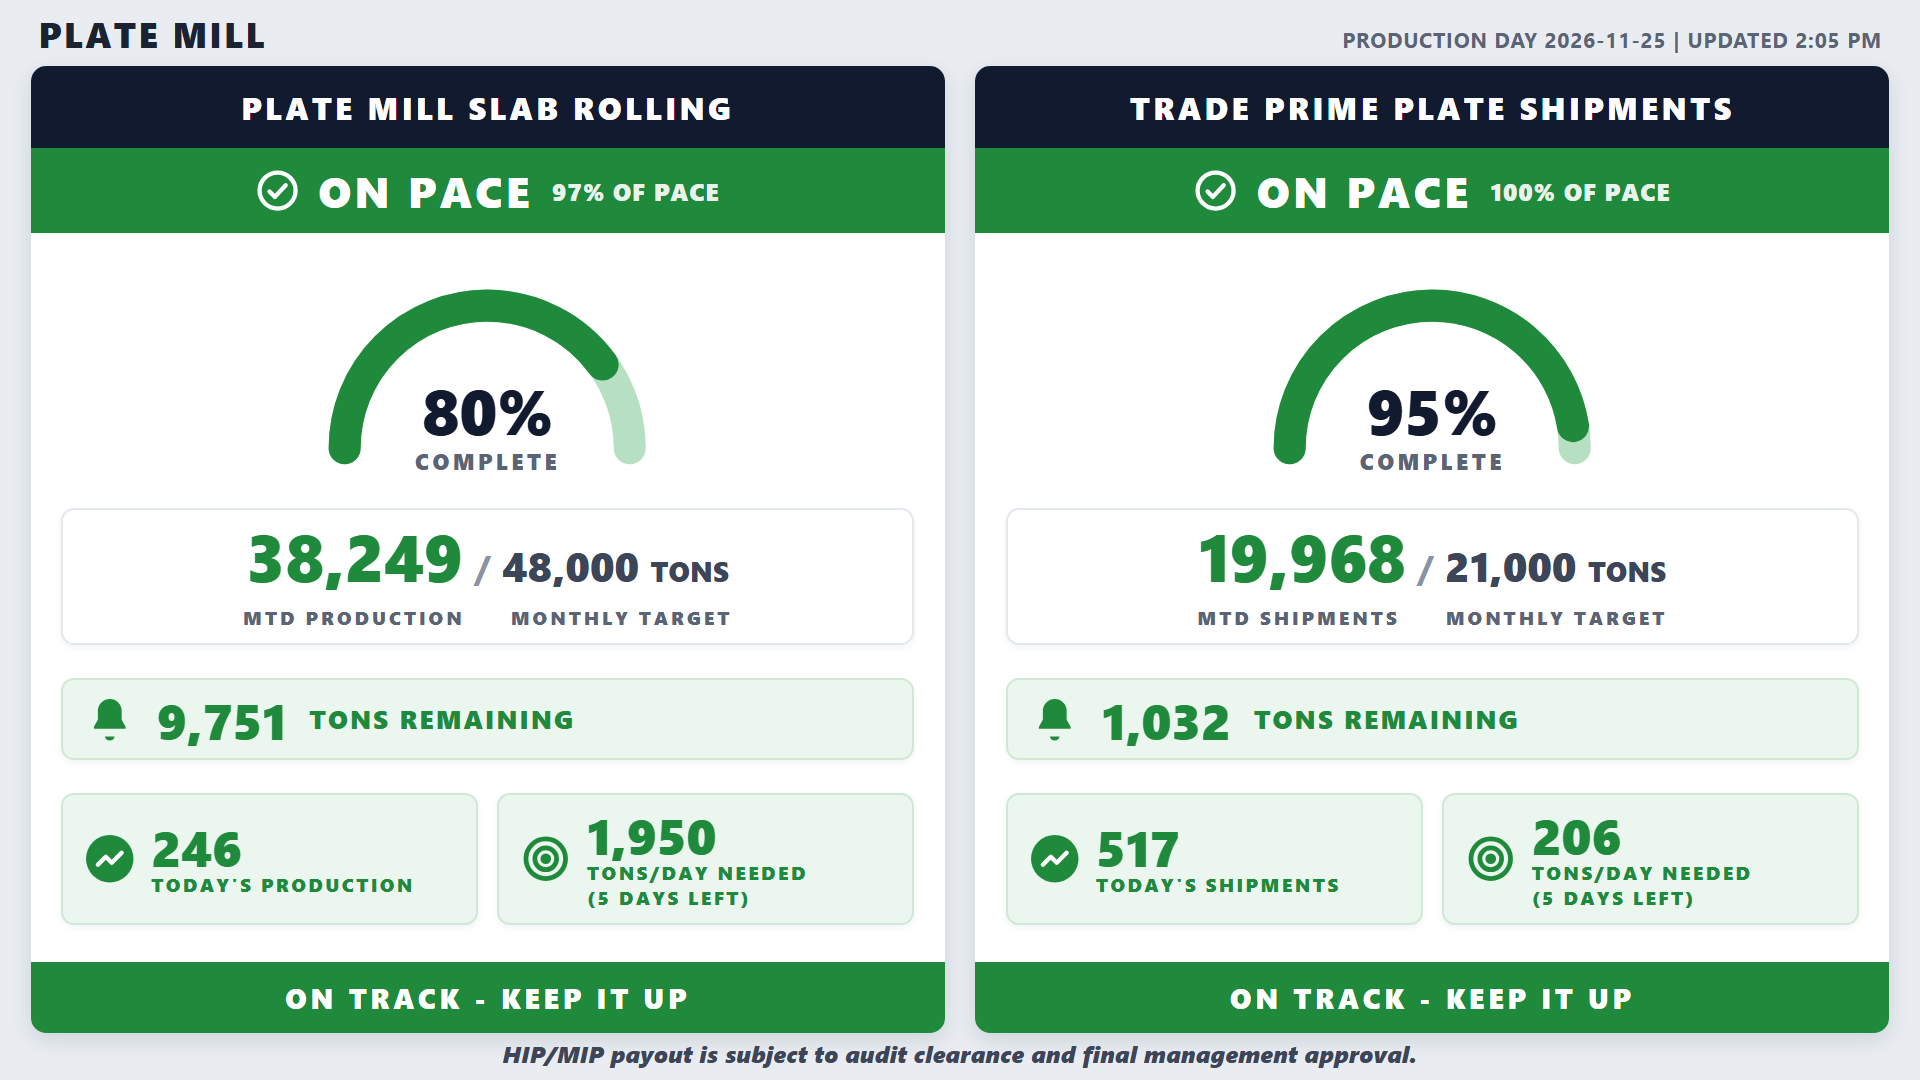 PLATE MILL
PRODUCTION DAY 2026-11-25 | UPDATED 2:05 PM
PLATE MILL SLAB ROLLING
ON PACE 97% OF PACE
80%
COMPLETE
38,249 / 48,000 TONS
MTD PRODUCTION MONTHLY TARGET
9,751 TONS REMAINING
246
TODAY'S PRODUCTION
1,950
TONS/DAY NEEDED
(5 DAYS LEFT)
ON TRACK - KEEP IT UP
TRADE PRIME PLATE SHIPMENTS
ON PACE 100% OF PACE
95%
COMPLETE
19,968 / 21,000 TONS
MTD SHIPMENTS MONTHLY TARGET
1,032 TONS REMAINING
517
TODAY'S SHIPMENTS
206
TONS/DAY NEEDED
(5 DAYS LEFT)
ON TRACK - KEEP IT UP
HIP/MIP payout is subject to audit clearance and final management approval.